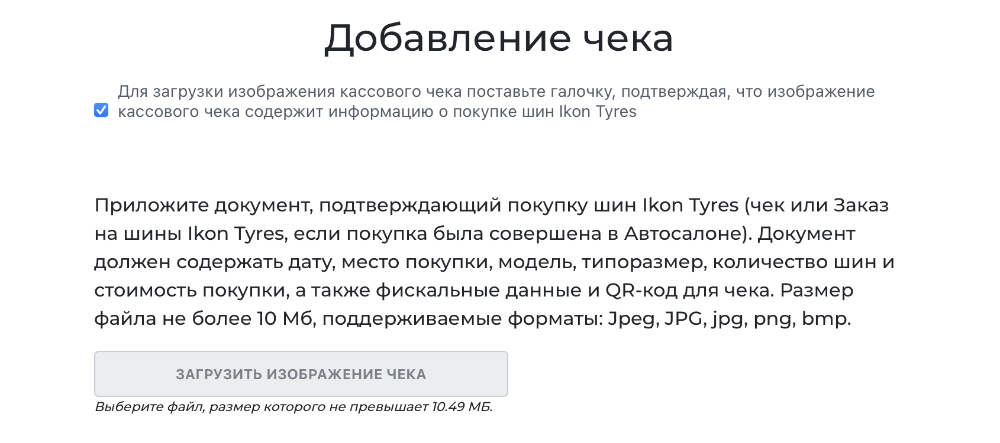 Добавление чека
Для загрузки изображения кассового чека поставьте галочку, подтверждая, что изображение
кассового чека содержит информацию о покупке шин Ikon Tyres
Приложите документ, подтверждающий покупку шин Ikon Tyres (чек или Заказ
на шины Ikon Tyres, если покупка была совершена в Автосалоне). Документ
должен содержать дату, место покупки, модель, типоразмер, количество шин и
стоимость покупки, а также фискальные данные и QR-код для чека. Размер
файла не более 10 Мб, поддерживаемые форматы: Jpeg, JPG, jpg, png, bmp.
ЗАГРУЗИТЬ ИЗОБРАЖЕНИЕ ЧЕКА
Выберите файл, размер которого не превышает 10.49 МБ.